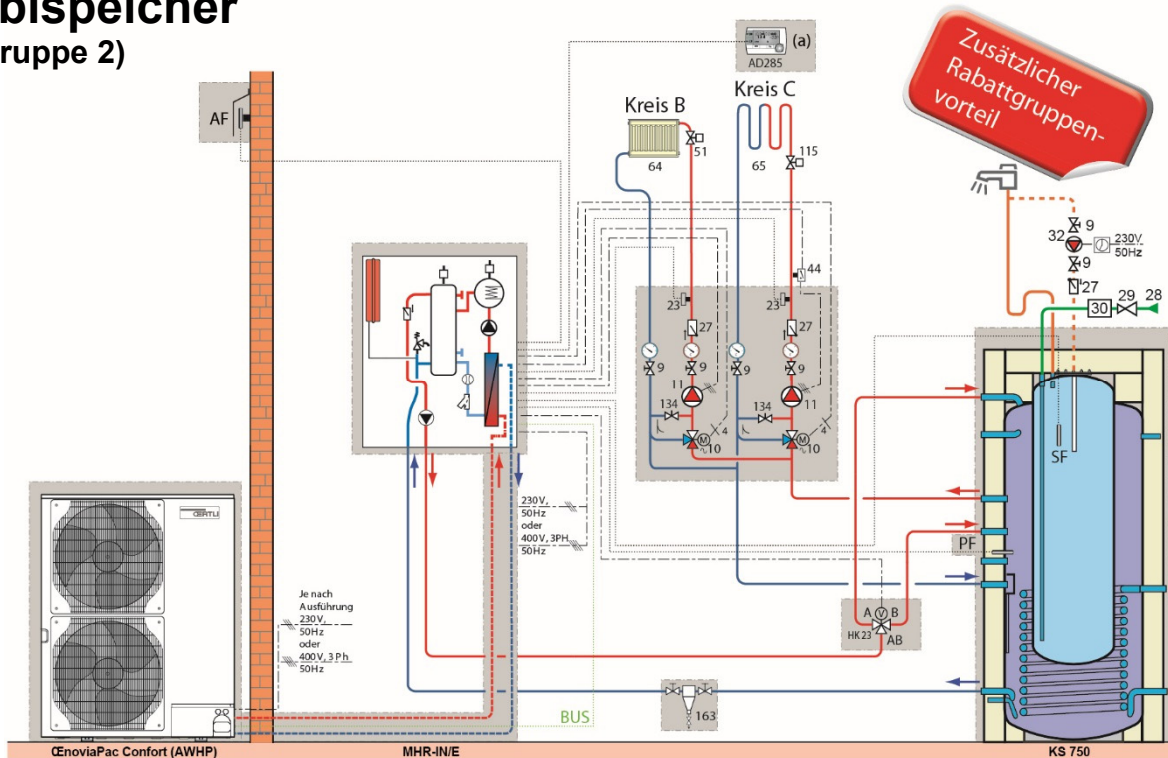 bispeicher
ruppe 2)
Zusätzlicher
Rabattgruppen-
vorteil
AF
(a)
AD285
Kreis B
Kreis C
51
64
65
115
9
32
230V
50Hz
9
27
29
28
30
44
23
23
27
27
9
9
9
9
11
11
134
134
4
4
M
M
10
10
SF
PF
ŒRTLI
230V,
50Hz
oder
400V, 3PH
50Hz
Je nach
Ausführung
230V,
50Hz
oder
400V, 3 Ph
50Hz
A
V
B
HK 23
AB
BUS
163
ŒnoviaPac Confort (AWHP)
MHR-IN/E
KS 750